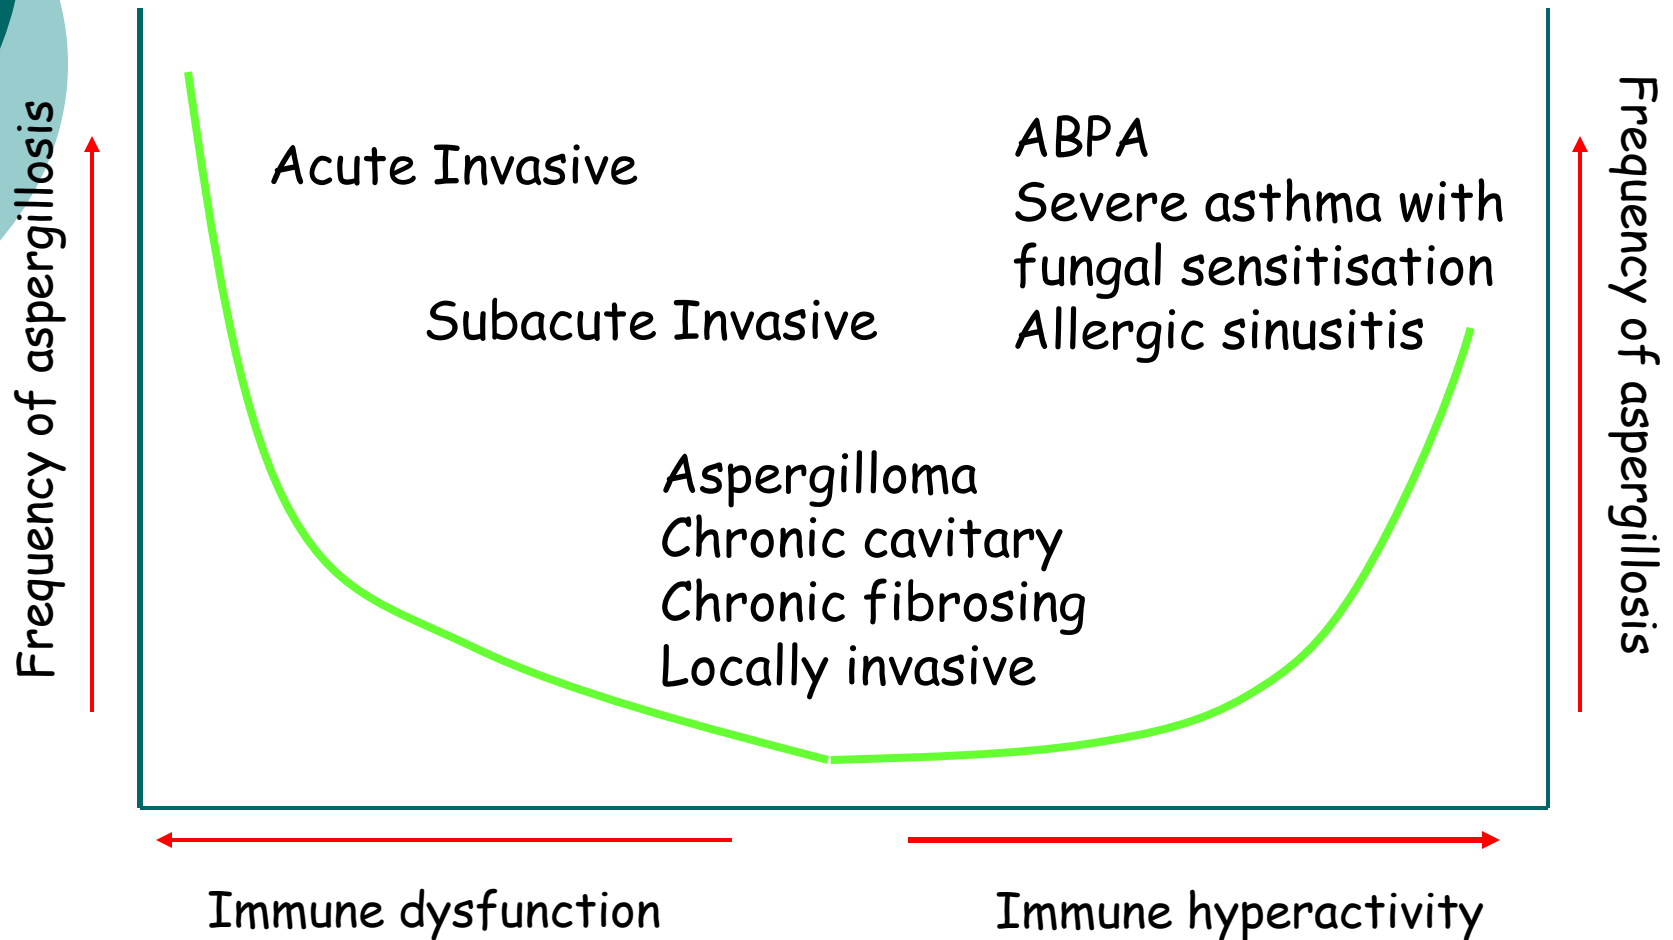 Frequency of aspergillosis
Acute Invasive
Subacute Invasive
ABPA
Severe asthma with
fungal sensitisation
Allergic sinusitis
Aspergilloma
Chronic cavitary
Chronic fibrosing
Locally invasive
Frequency of aspergillosis
Immune dysfunction
Immune hyperactivity